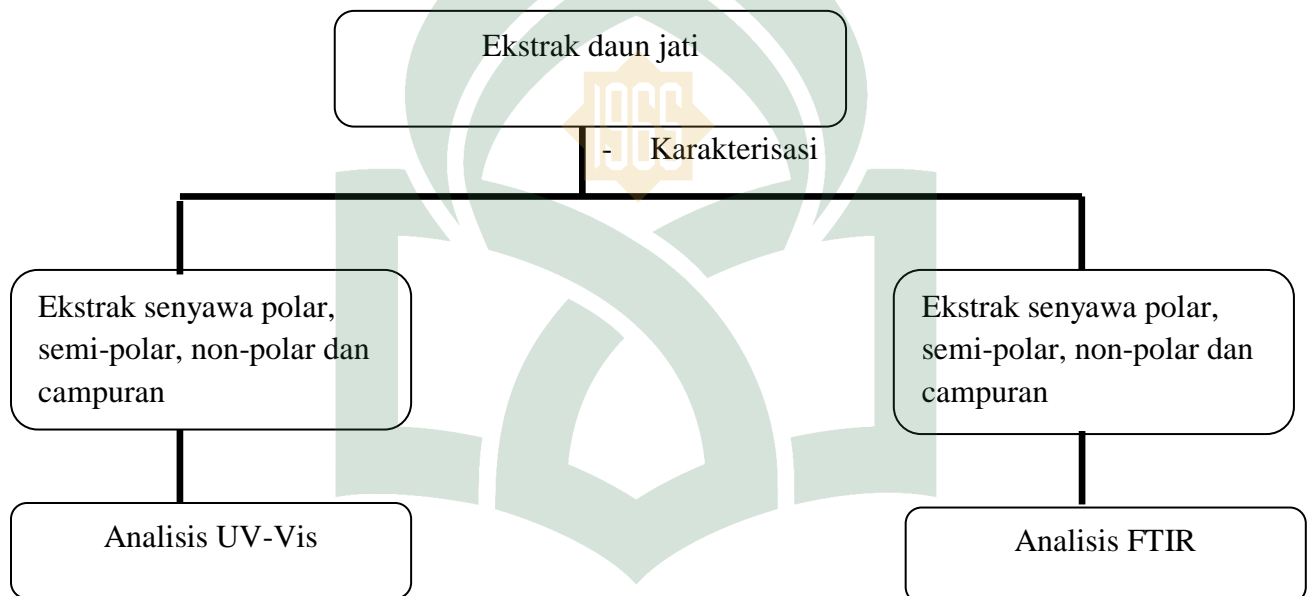 Ekstrak daun jati
1965
- Karakterisasi
Ekstrak senyawa polar,
semi-polar, non-polar dan
campuran
Ekstrak senyawa polar,
semi-polar, non-polar dan
campuran
Analisis UV-Vis
Analisis FTIR